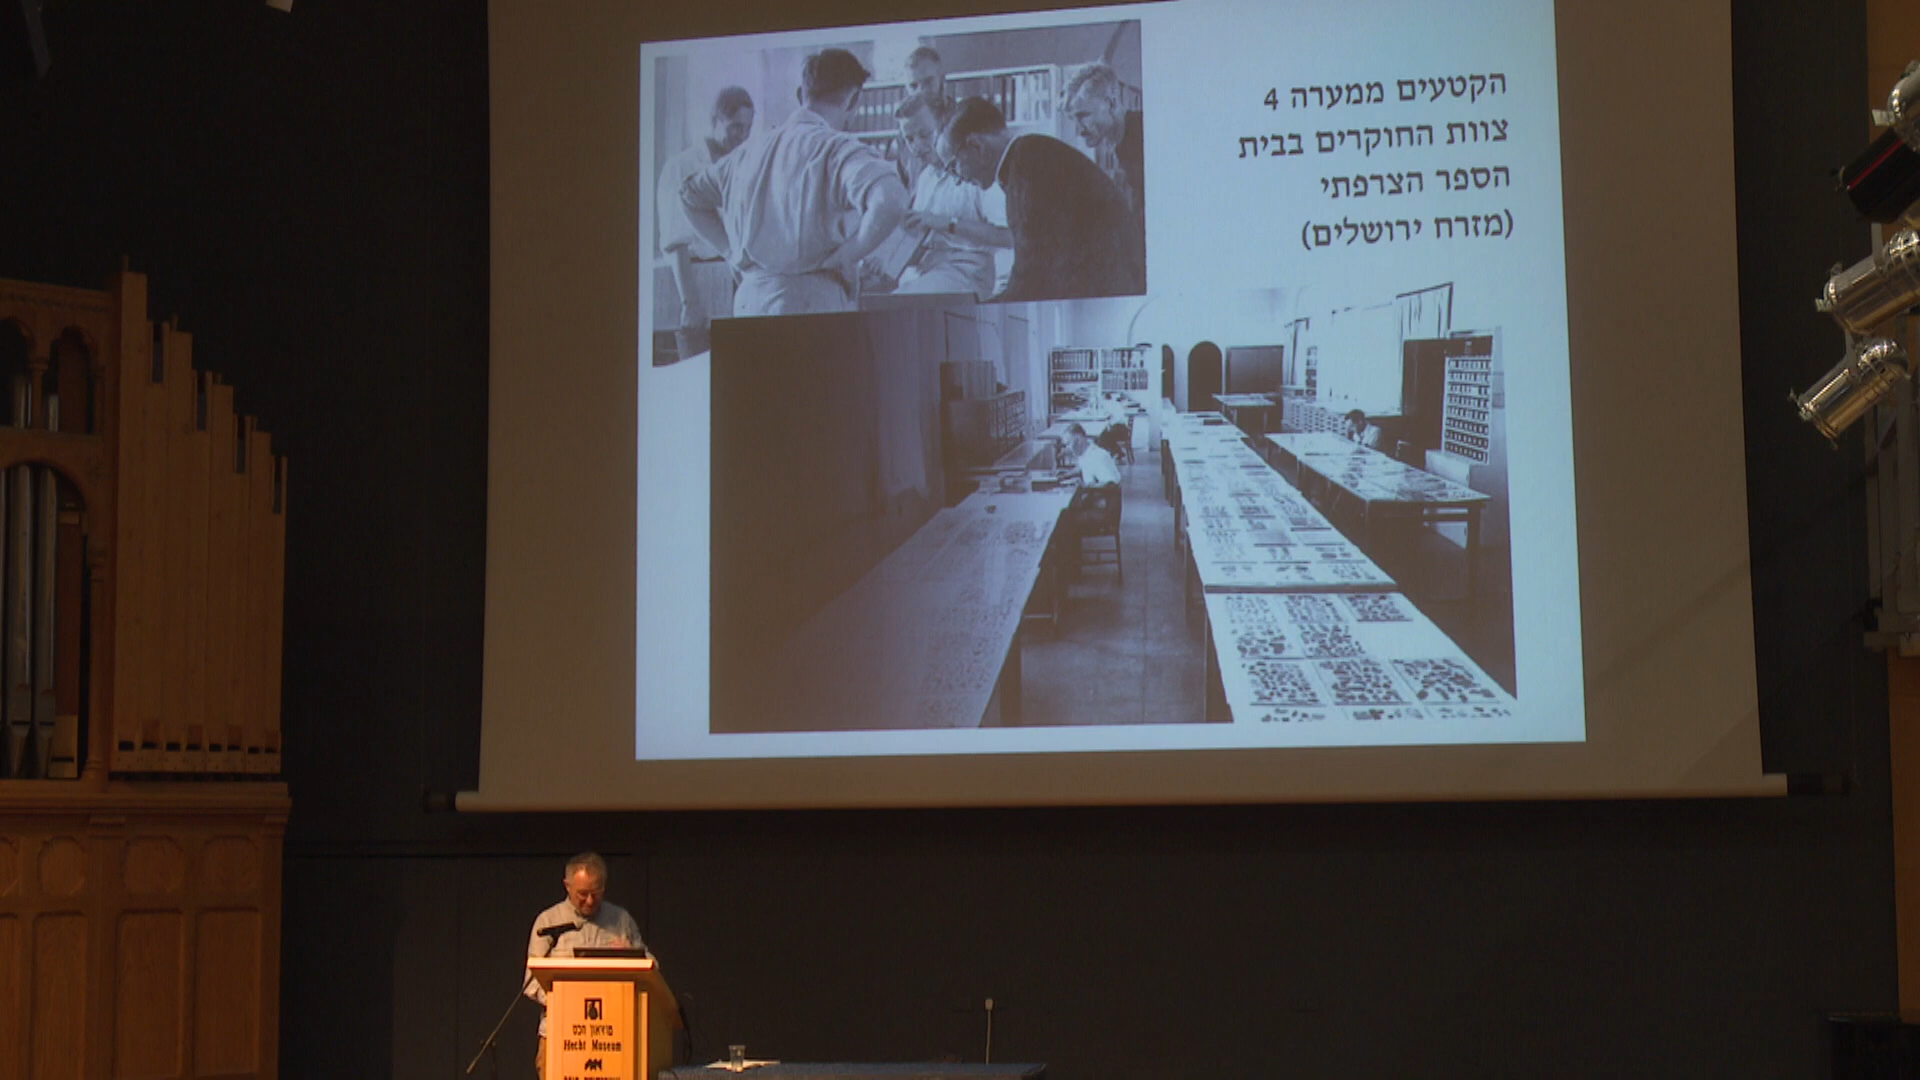 הקטעים ממערה 4
צוות החוקרים בבית
הספר הצרפתי
(מזרח ירושלים)
מוזיאון הכט
Hecht Museum